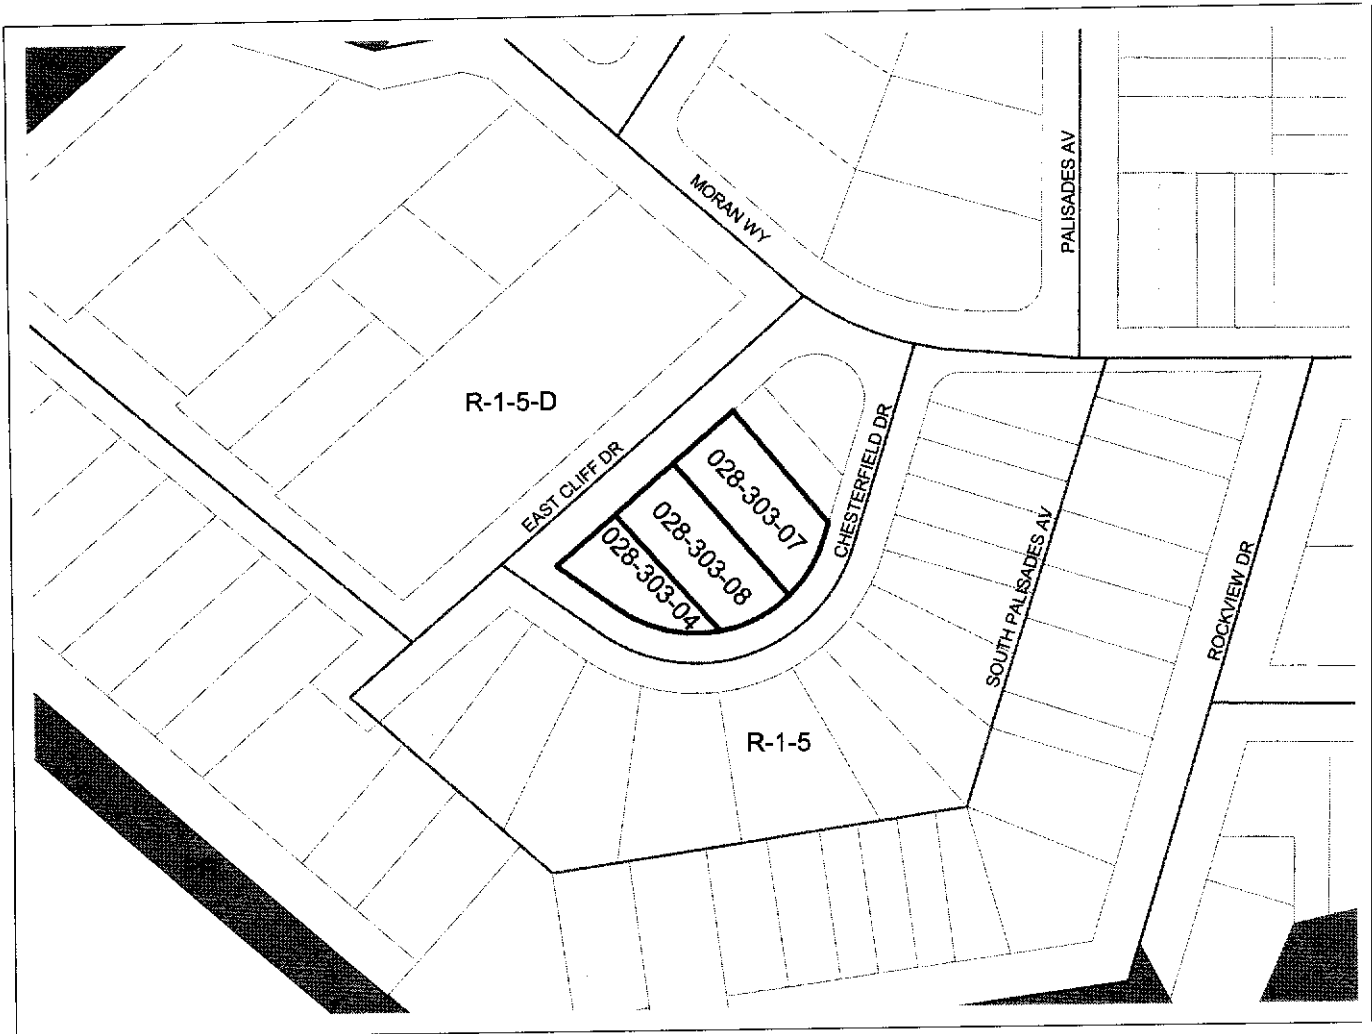 MORAN WY
PALISADES AV
R-1-5-D
EAST CLIFF DR
CHESTERFIELD DR
028-303-07
028-303-08
028-303-04
SOUTH PALISADES AV
ROCKVIEW DR
R-1-5